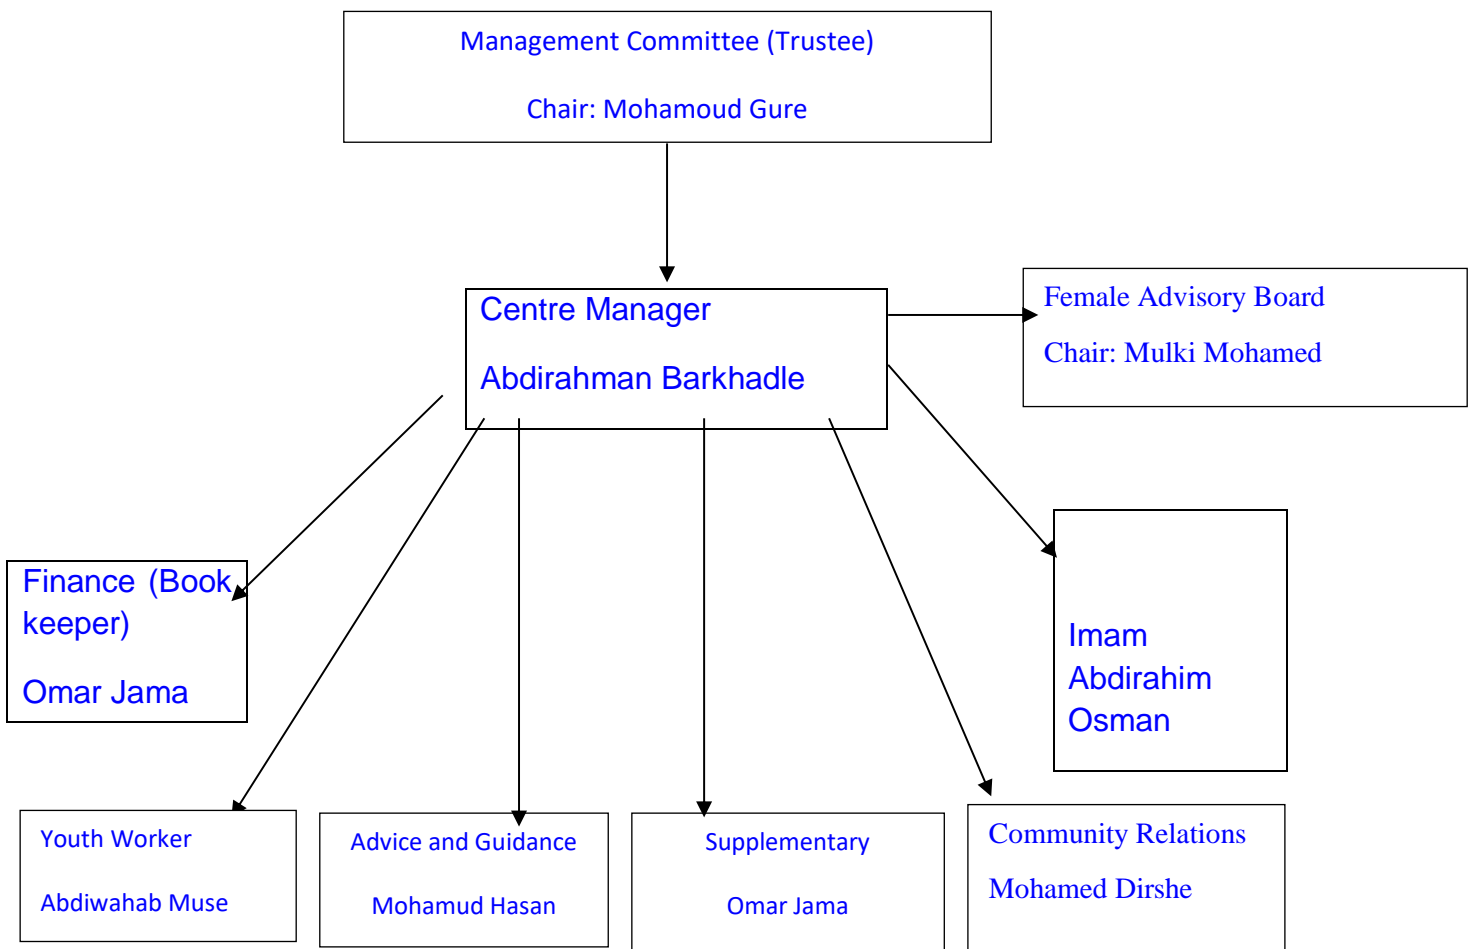 Management Committee (Trustee)
Chair: Mohamoud Gure
Centre Manager
Abdirahman Barkhadle
Female Advisory Board
Chair: Mulki Mohamed
Finance (Book
keeper)
Omar Jama
Imam
Abdirahim
Osman
Youth Worker
Abdiwahab Muse
Advice and Guidance
Mohamud Hasan
Supplementary
Omar Jama
Community Relations
Mohamed Dirshe